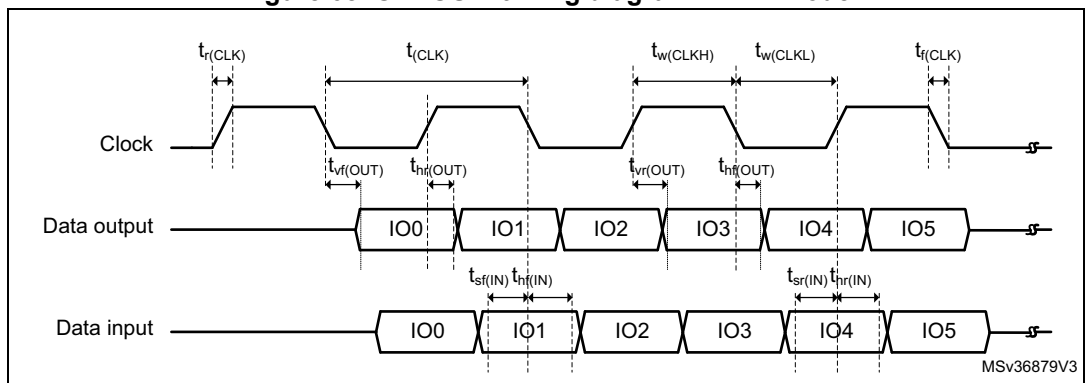 t_r(CLK) t_(CLK) t_w(CLKH) t_w(CLKL) t_f(CLK)
Clock
t_vf(OUT) t_hr(OUT) t_vr(OUT) t_hf(OUT)
Data output IO0 IO1 IO2 IO3 IO4 IO5
t_sf(IN) t_hf(IN) t_sr(IN) t_hr(IN)
Data input IO0 IO1 IO2 IO3 IO4 IO5
MSv36879V3